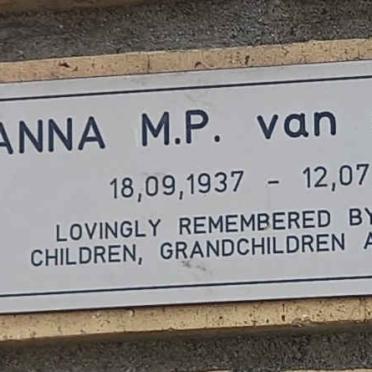 ANNA M.P. van
18,09,1937 - 12,07
LOVINGLY REMEMBERED BY
CHILDREN, GRANDCHILDREN A